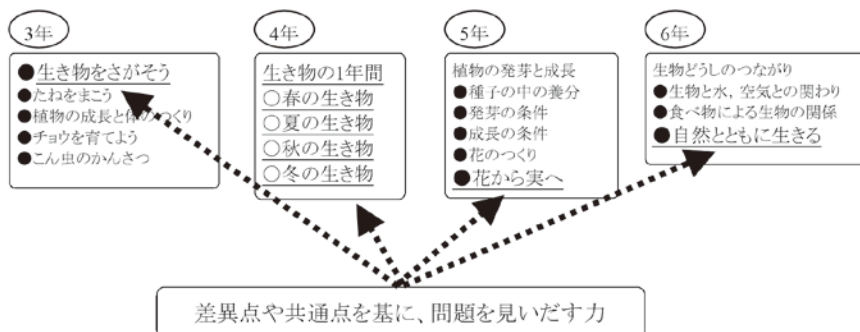 3年
●生き物をさがそう
●たねをまこう
●植物の成長と体のつくり
●チョウを育てよう
●こん虫のかんさつ
4年
生き物の1年間
○春の生き物
○夏の生き物
○秋の生き物
○冬の生き物
5年
植物の発芽と成長
●種子の中の養分
●発芽の条件
●成長の条件
●花のつくり
●花から実へ
6年
生物どうしのつながり
●生物と水，空気との関わり
●食べ物による生物の関係
●自然とともに生きる
差異点や共通点を基に、問題を見いだす力